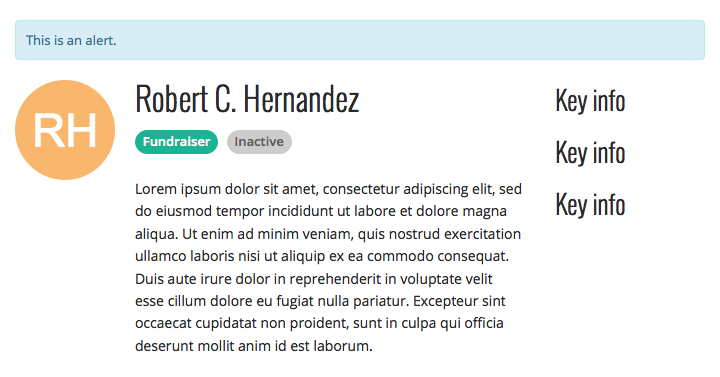 This is an alert.
RH
Robert C. Hernandez
Fundraiser Inactive
Lorem ipsum dolor sit amet, consectetur adipiscing elit, sed
do eiusmod tempor incididunt ut labore et dolore magna
aliqua. Ut enim ad minim veniam, quis nostrud exercitation
ullamco laboris nisi ut aliquip ex ea commodo consequat.
Duis aute irure dolor in reprehenderit in voluptate velit
esse cillum dolore eu fugiat nulla pariatur. Excepteur sint
occaecat cupidatat non proident, sunt in culpa qui officia
deserunt mollit anim id est laborum.
Key info
Key info
Key info